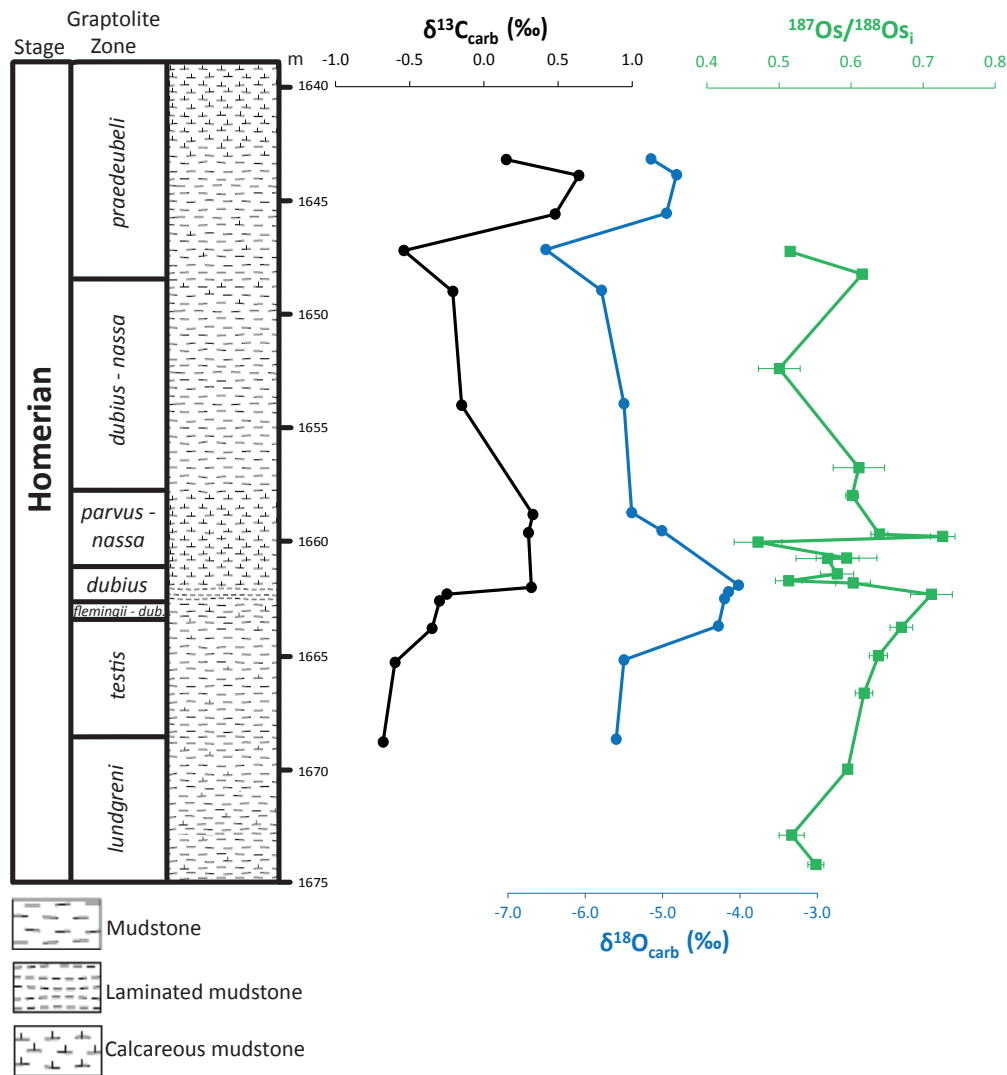 Graptolite
Stage Zone m
δ¹³Ccarb (‰)
-1.0 -0.5 0.0 0.5 1.0
¹⁸⁷Os/¹⁸⁸Osi
0.4 0.5 0.6 0.7 0.8
Homerian
praedeubeli
dubius - nassa
parvus -
nassa
dubius
flemingii - dub.
testis
lundgreni
1640
1645
1650
1655
1660
1665
1670
1675
-7.0 -6.0 -5.0 -4.0 -3.0
δ¹⁸Ocarb (‰)
Mudstone
Laminated mudstone
Calcareous mudstone